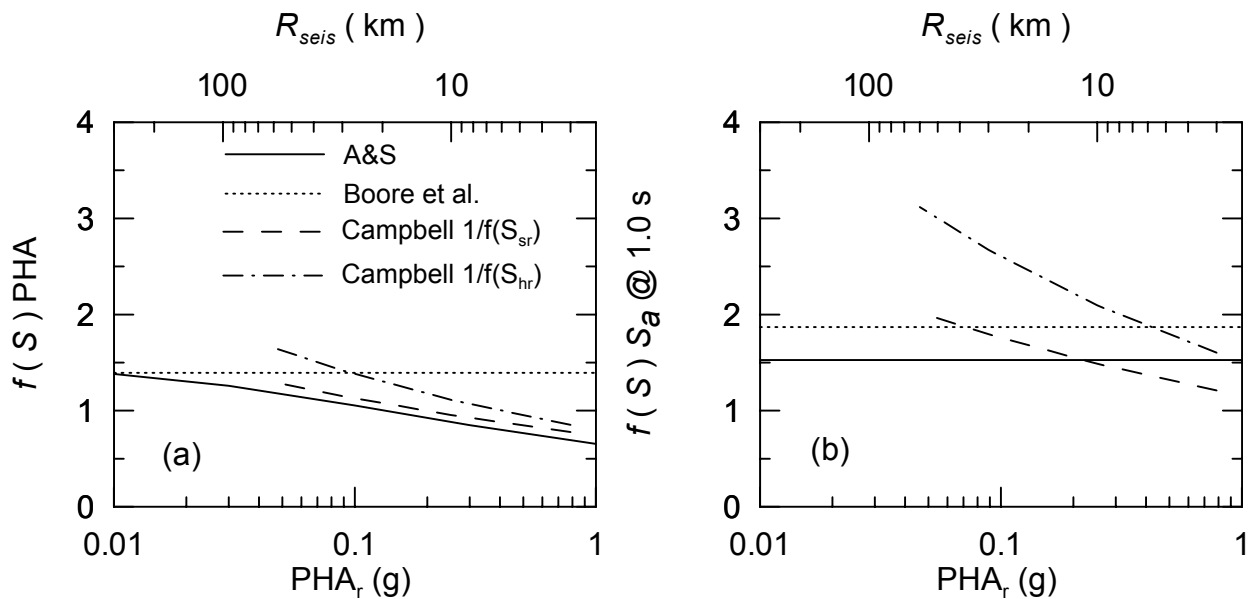 R_seis ( km )
100 10
4
3
2
1
0
f ( S ) PHA
A&S
Boore et al.
Campbell 1/f(S_sr)
Campbell 1/f(S_hr)
(a)
0.01 0.1 1
PHA_r (g)
R_seis ( km )
100 10
4
3
2
1
0
f ( S ) S_a @ 1.0 s
(b)
0.01 0.1 1
PHA_r (g)